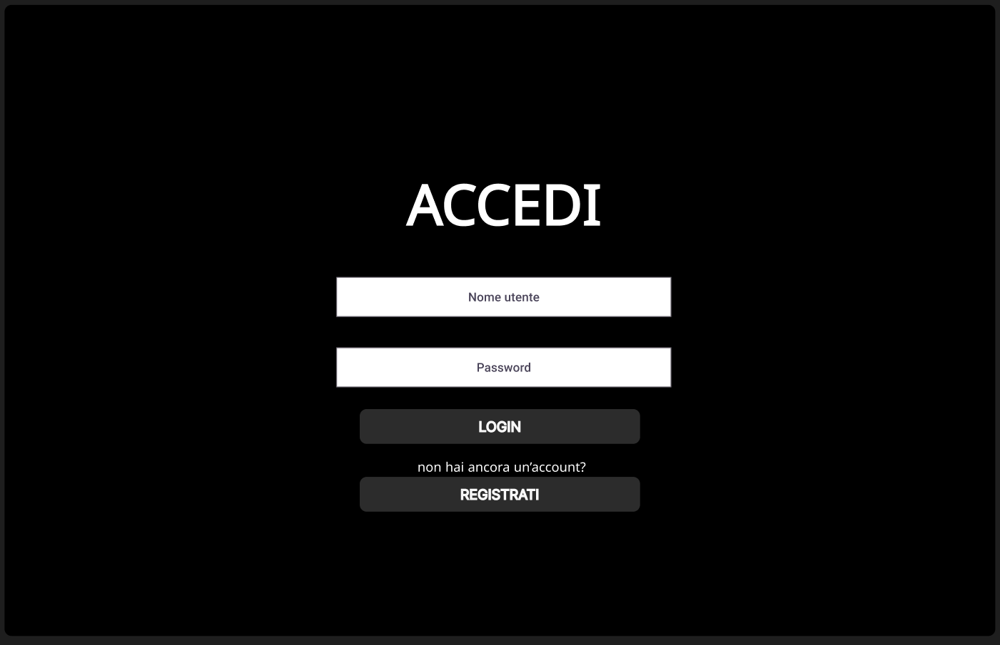 ACCEDI
Nome utente
Password
LOGIN
non hai ancora un’account?
REGISTRATI